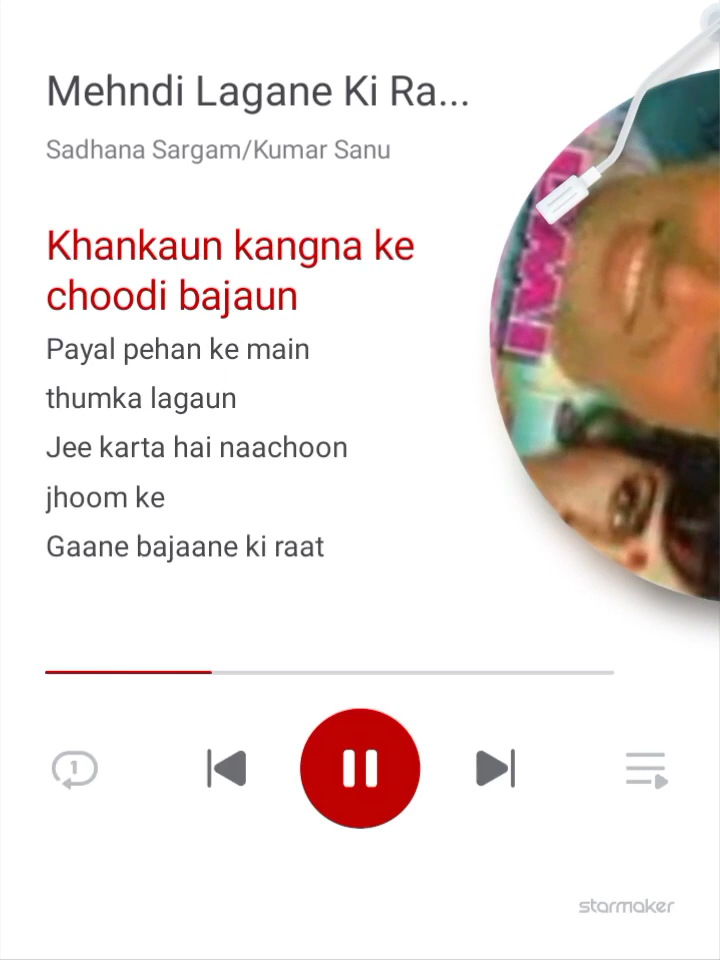 Mehndi Lagane Ki Ra...
Sadhana Sargam/Kumar Sanu
Khankaun kangna ke
choodi bajaun
Payal pehan ke main
thumka lagaun
Jee karta hai naachoon
jhoom ke
Gaane bajaane ki raat
1
starmaker